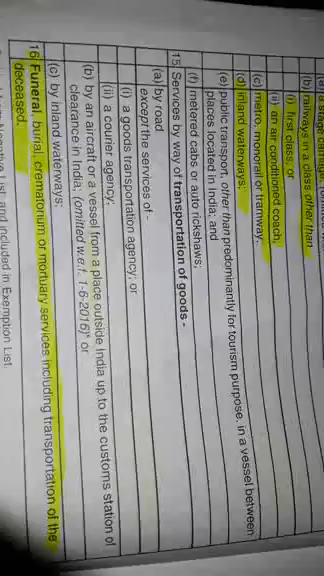 (b) railways in a class other than
(i) first class; or
(ii) an air conditioned coach;
(c) metro, monorail or tramway;
(d) inland waterways;
(e) public transport, other than predominantly for tourism purpose, in a vessel between
places located in India; and
(f) metered cabs or auto rickshaws;
15. Services by way of transportation of goods -
(a) by road
except the services of -
(i) a goods transportation agency; or
(ii) a courier agency;
(b) by an aircraft or a vessel from a place outside India up to the customs station of
clearance in India; (omitted w.e.f. 1-6-2016)* or
(c) by inland waterways;
16. Funeral, burial, crematorium or mortuary services including transportation of the
deceased.
Negative List and included in Exemption List.